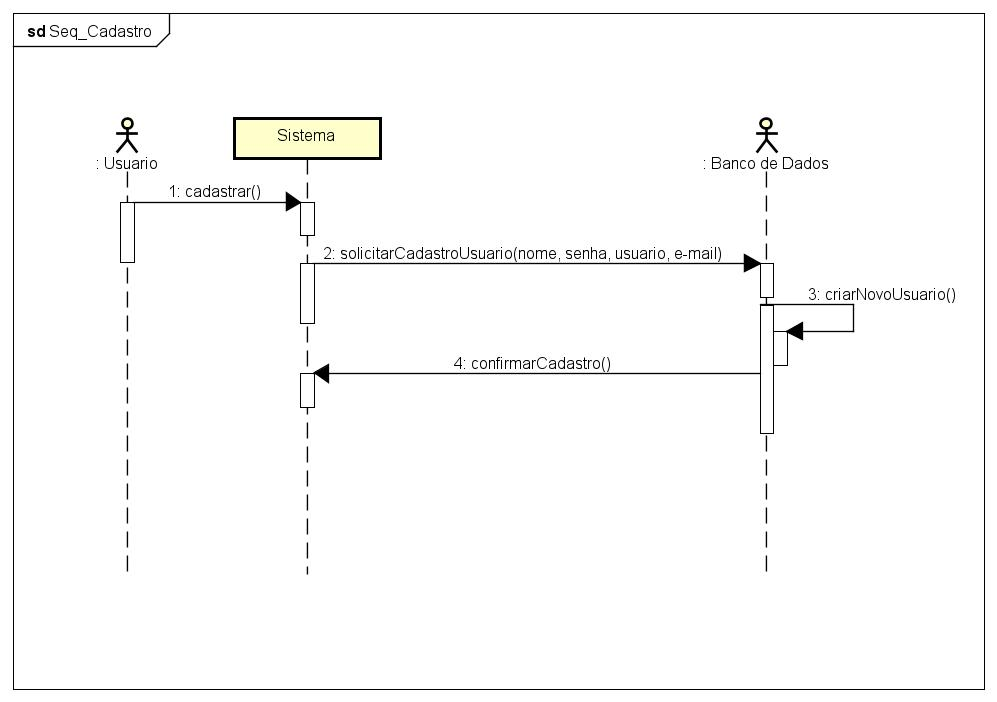 sd Seq_Cadastro
: Usuario
Sistema
: Banco de Dados
1: cadastrar()
2: solicitarCadastroUsuario(nome, senha, usuario, e-mail)
3: criarNovoUsuario()
4: confirmarCadastro()